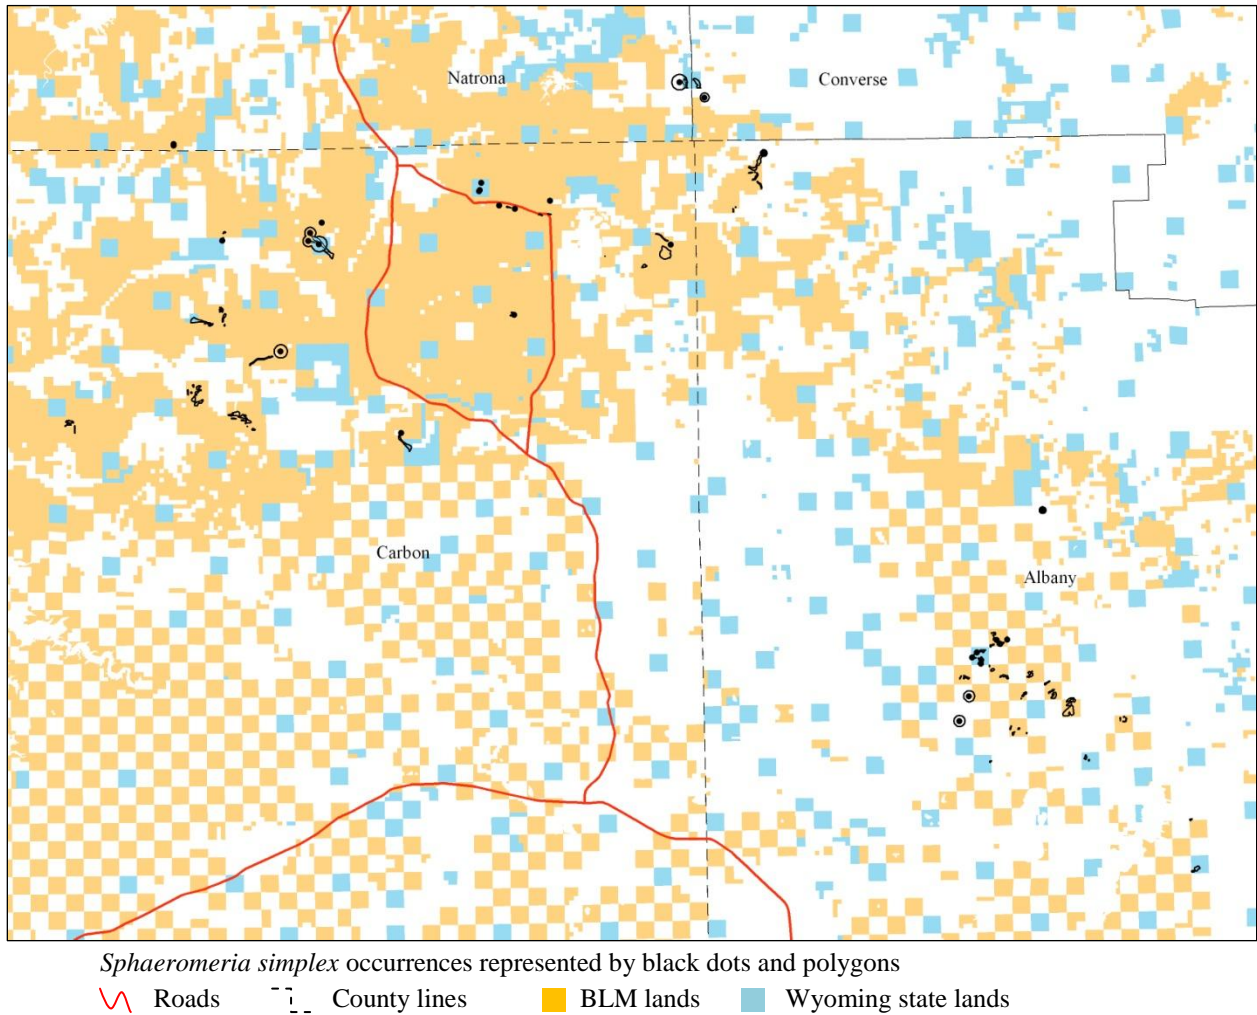 Natrona
Converse
Carbon
Albany
Sphaeromeria simplex occurrences represented by black dots and polygons
Roads County lines BLM lands Wyoming state lands